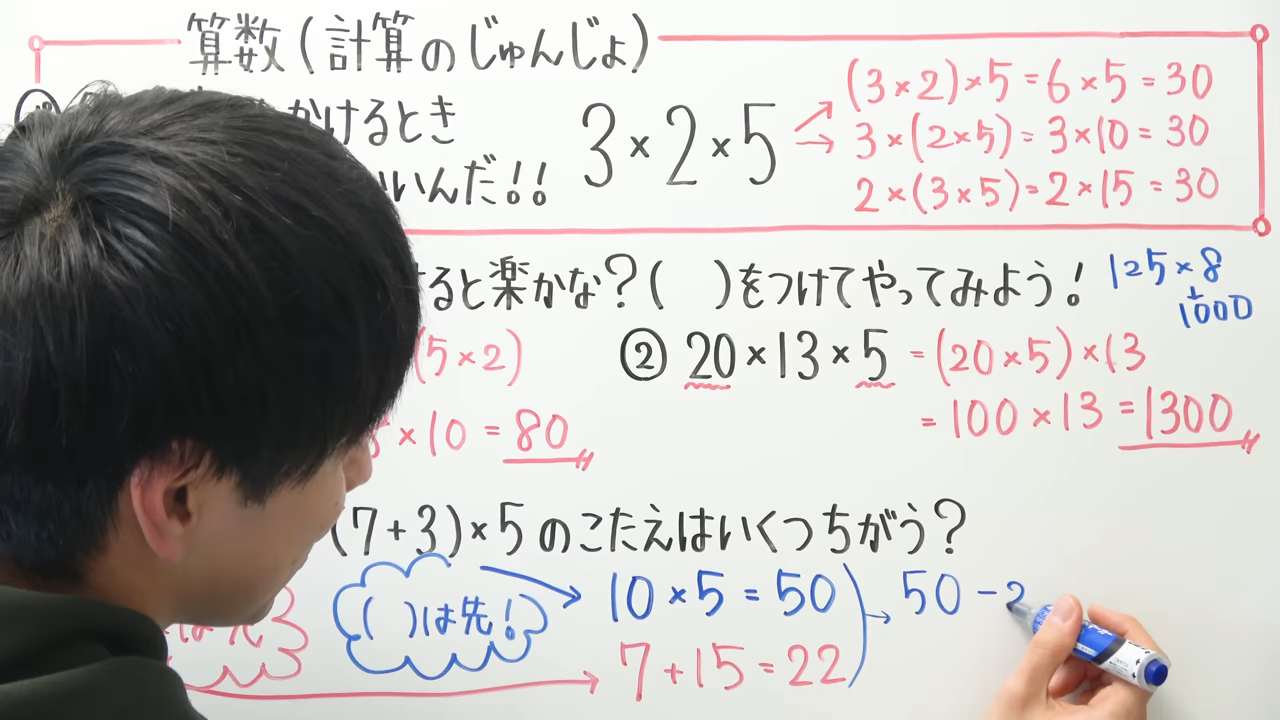 算数(計算のじゅんじょ)
かけるとき
いいんだ!!
3×2×5
(3×2)×5=6×5=30
3×(2×5)=3×10=30
2×(3×5)=2×15=30
ると楽かな?( )をつけてやってみよう!
125×8
1000
(5×2)
×10=80
② 20×13×5=(20×5)×13
=100×13=1300
(7+3)×5のこたえはいくつちがう?
は先
( )は先!
10×5=50
7+15=22
50-2